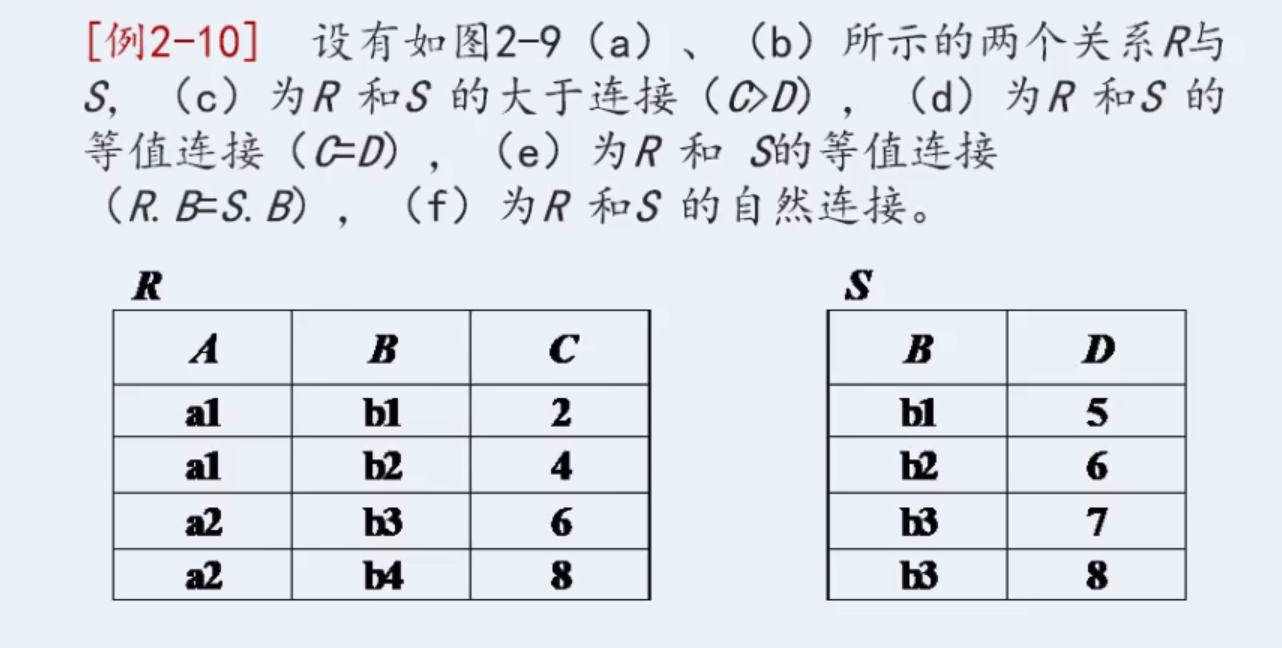 [例2-10] 设有如图2-9（a）、（b）所示的两个关系R与
S，（c）为R 和S 的大于连接（C>D），（d）为R 和S 的
等值连接（C=D），（e）为R 和 S的等值连接
（R.B=S.B），（f）为R 和S 的自然连接。
R S
A B C B D
a1 b1 2 b1 5
a1 b2 4 b2 6
a2 b3 6 b3 7
a2 b4 8 b3 8